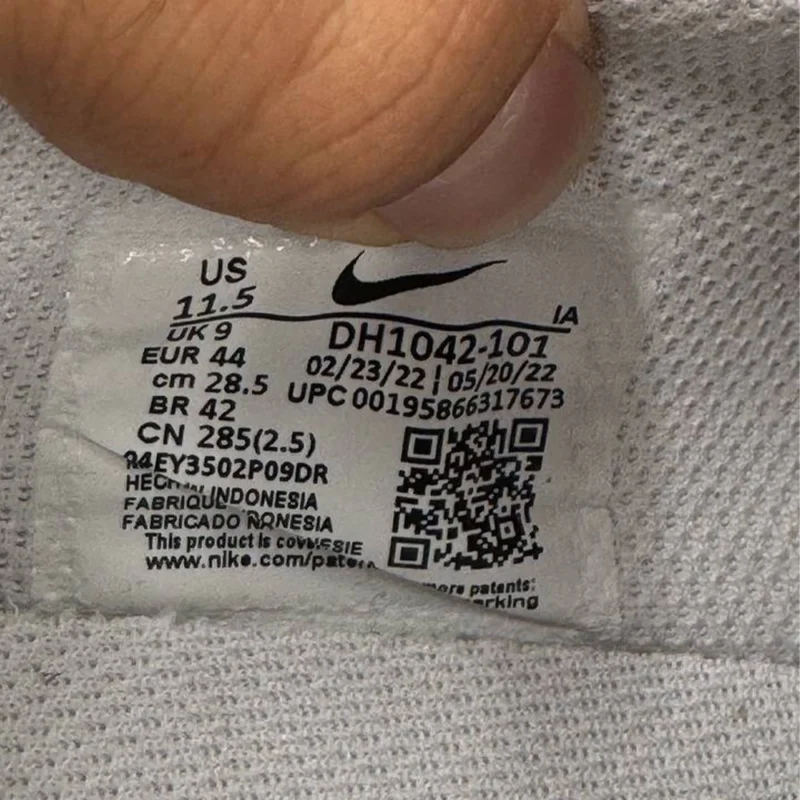 US
11.5
IA
UK 9
DH1042-101
EUR 44
02/23/22 | 05/20/22
cm 28.5
UPC 00195866317673
BR 42
CN 285(2.5)
EY3502P09DR
INDONESIA
FABRIQUE
FABRICADO
This product is
www.nike.com/
patents: